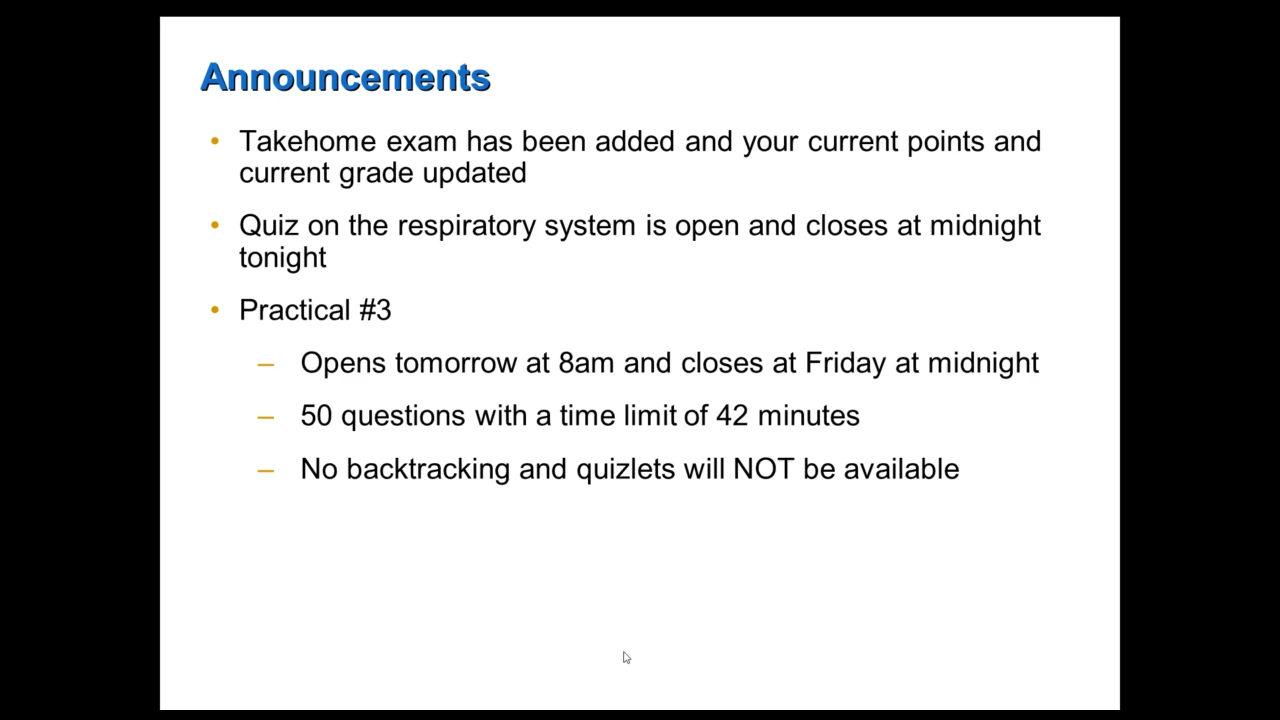 Announcements
• Takehome exam has been added and your current points and
current grade updated
• Quiz on the respiratory system is open and closes at midnight
tonight
• Practical #3
– Opens tomorrow at 8am and closes at Friday at midnight
– 50 questions with a time limit of 42 minutes
– No backtracking and quizlets will NOT be available